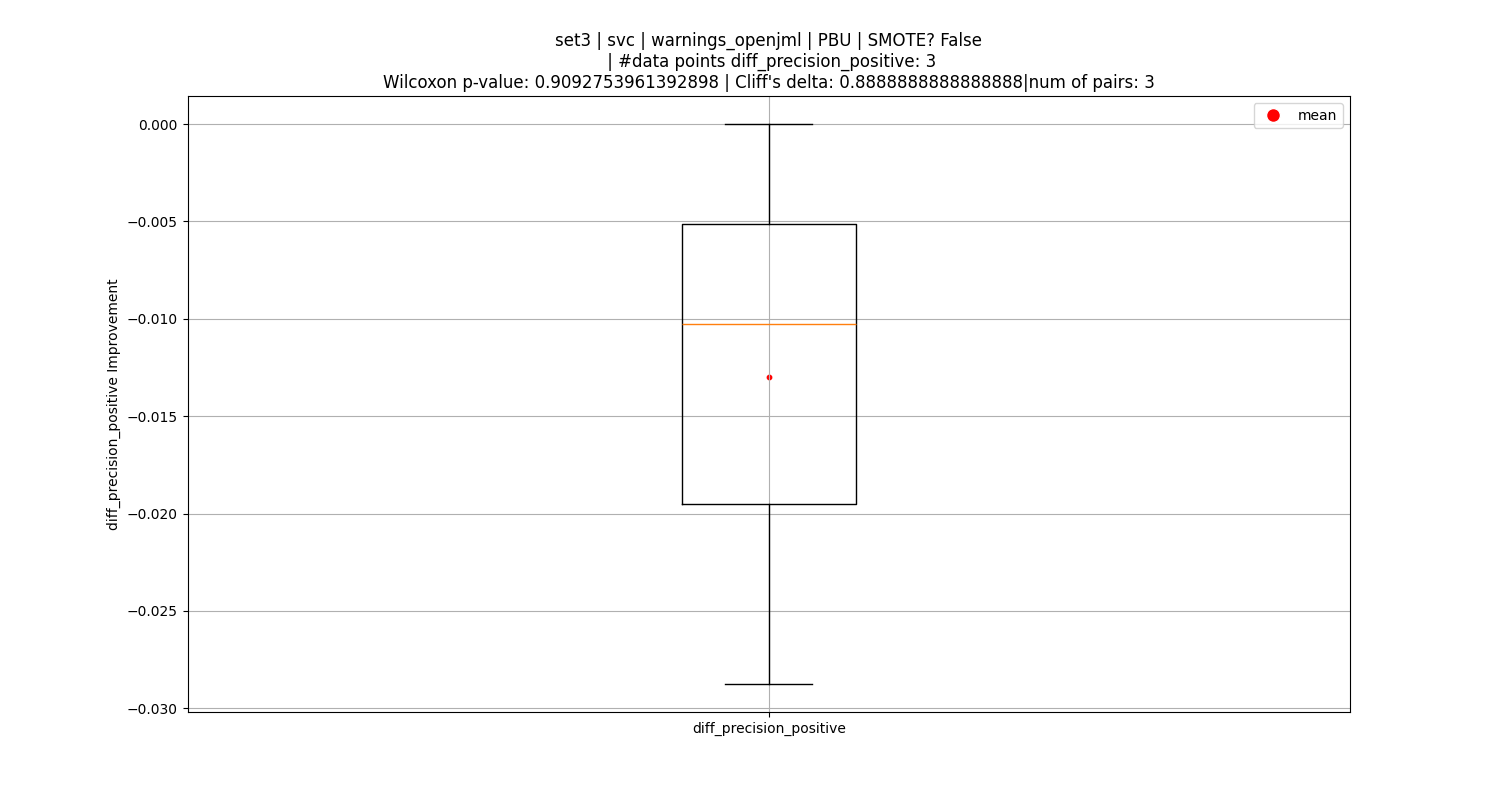 set3 | svc | warnings_openjml | PBU | SMOTE? False
| #data points diff_precision_positive: 3
Wilcoxon p-value: 0.9092753961392898 | Cliff's delta: 0.8888888888888888|num of pairs: 3
mean
0.000
−0.005
−0.010
−0.015
−0.020
−0.025
−0.030
diff_precision_positive Improvement
diff_precision_positive